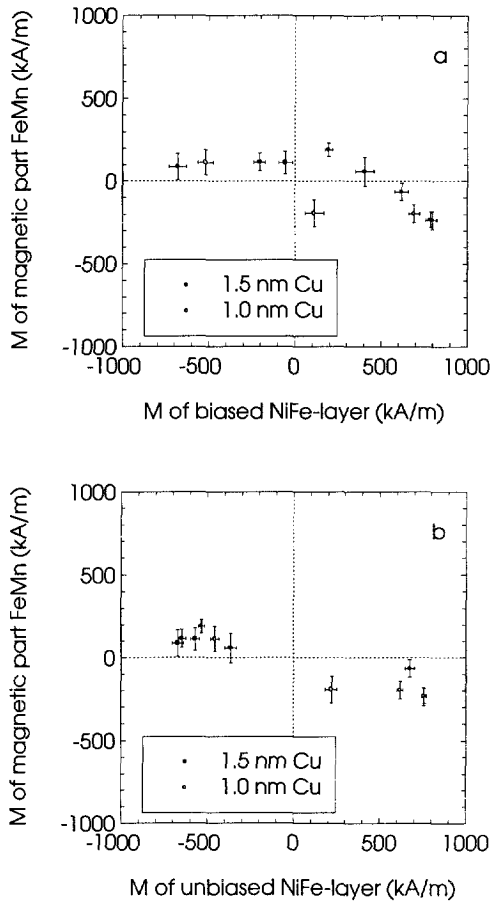 1000
500
0
-500
-1000
M of magnetic part FeMn (kA/m)
a
1.5 nm Cu
1.0 nm Cu
-1000 -500 0 500 1000
M of biased NiFe-layer (kA/m)
1000
500
0
-500
-1000
M of magnetic part FeMn (kA/m)
b
1.5 nm Cu
1.0 nm Cu
-1000 -500 0 500 1000
M of unbiased NiFe-layer (kA/m)